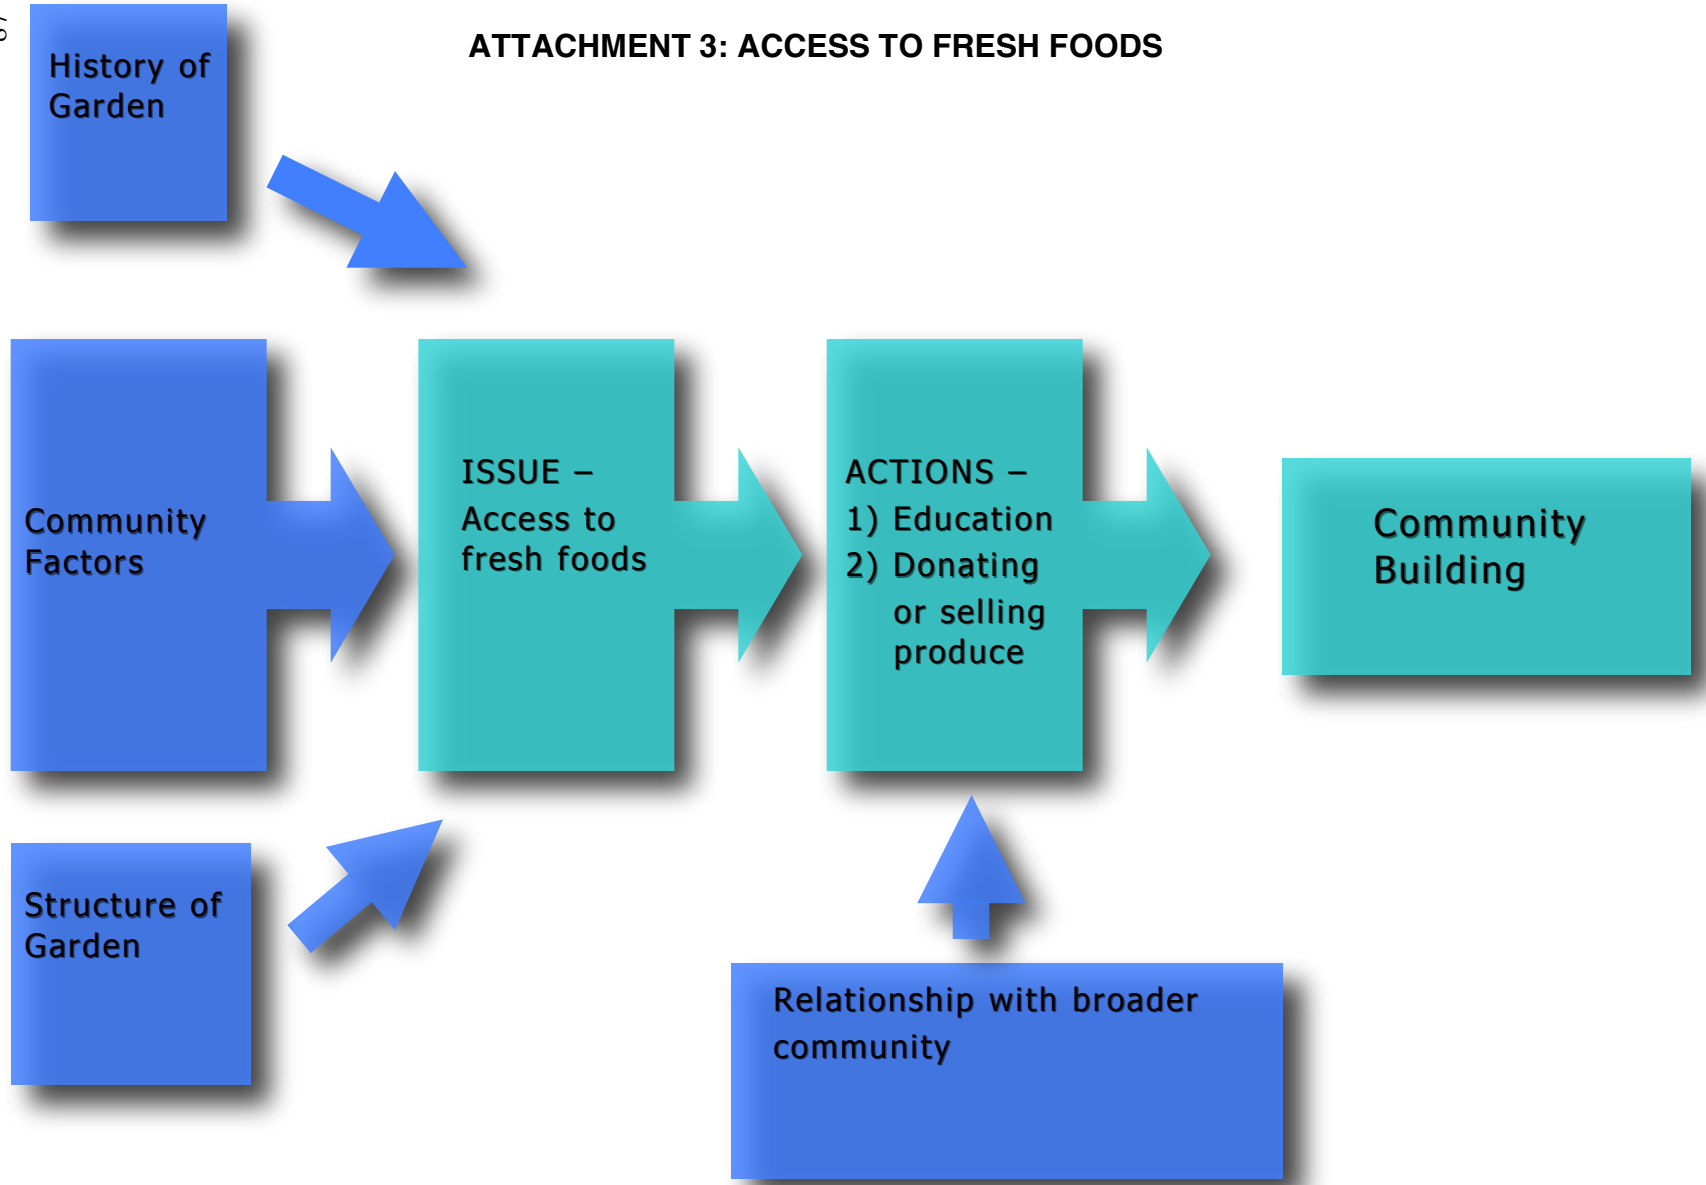 ATTACHMENT 3: ACCESS TO FRESH FOODS
History of
Garden
Community
Factors
ISSUE –
Access to
fresh foods
ACTIONS –
1) Education
2) Donating
or selling
produce
Community
Building
Structure of
Garden
Relationship with broader
community